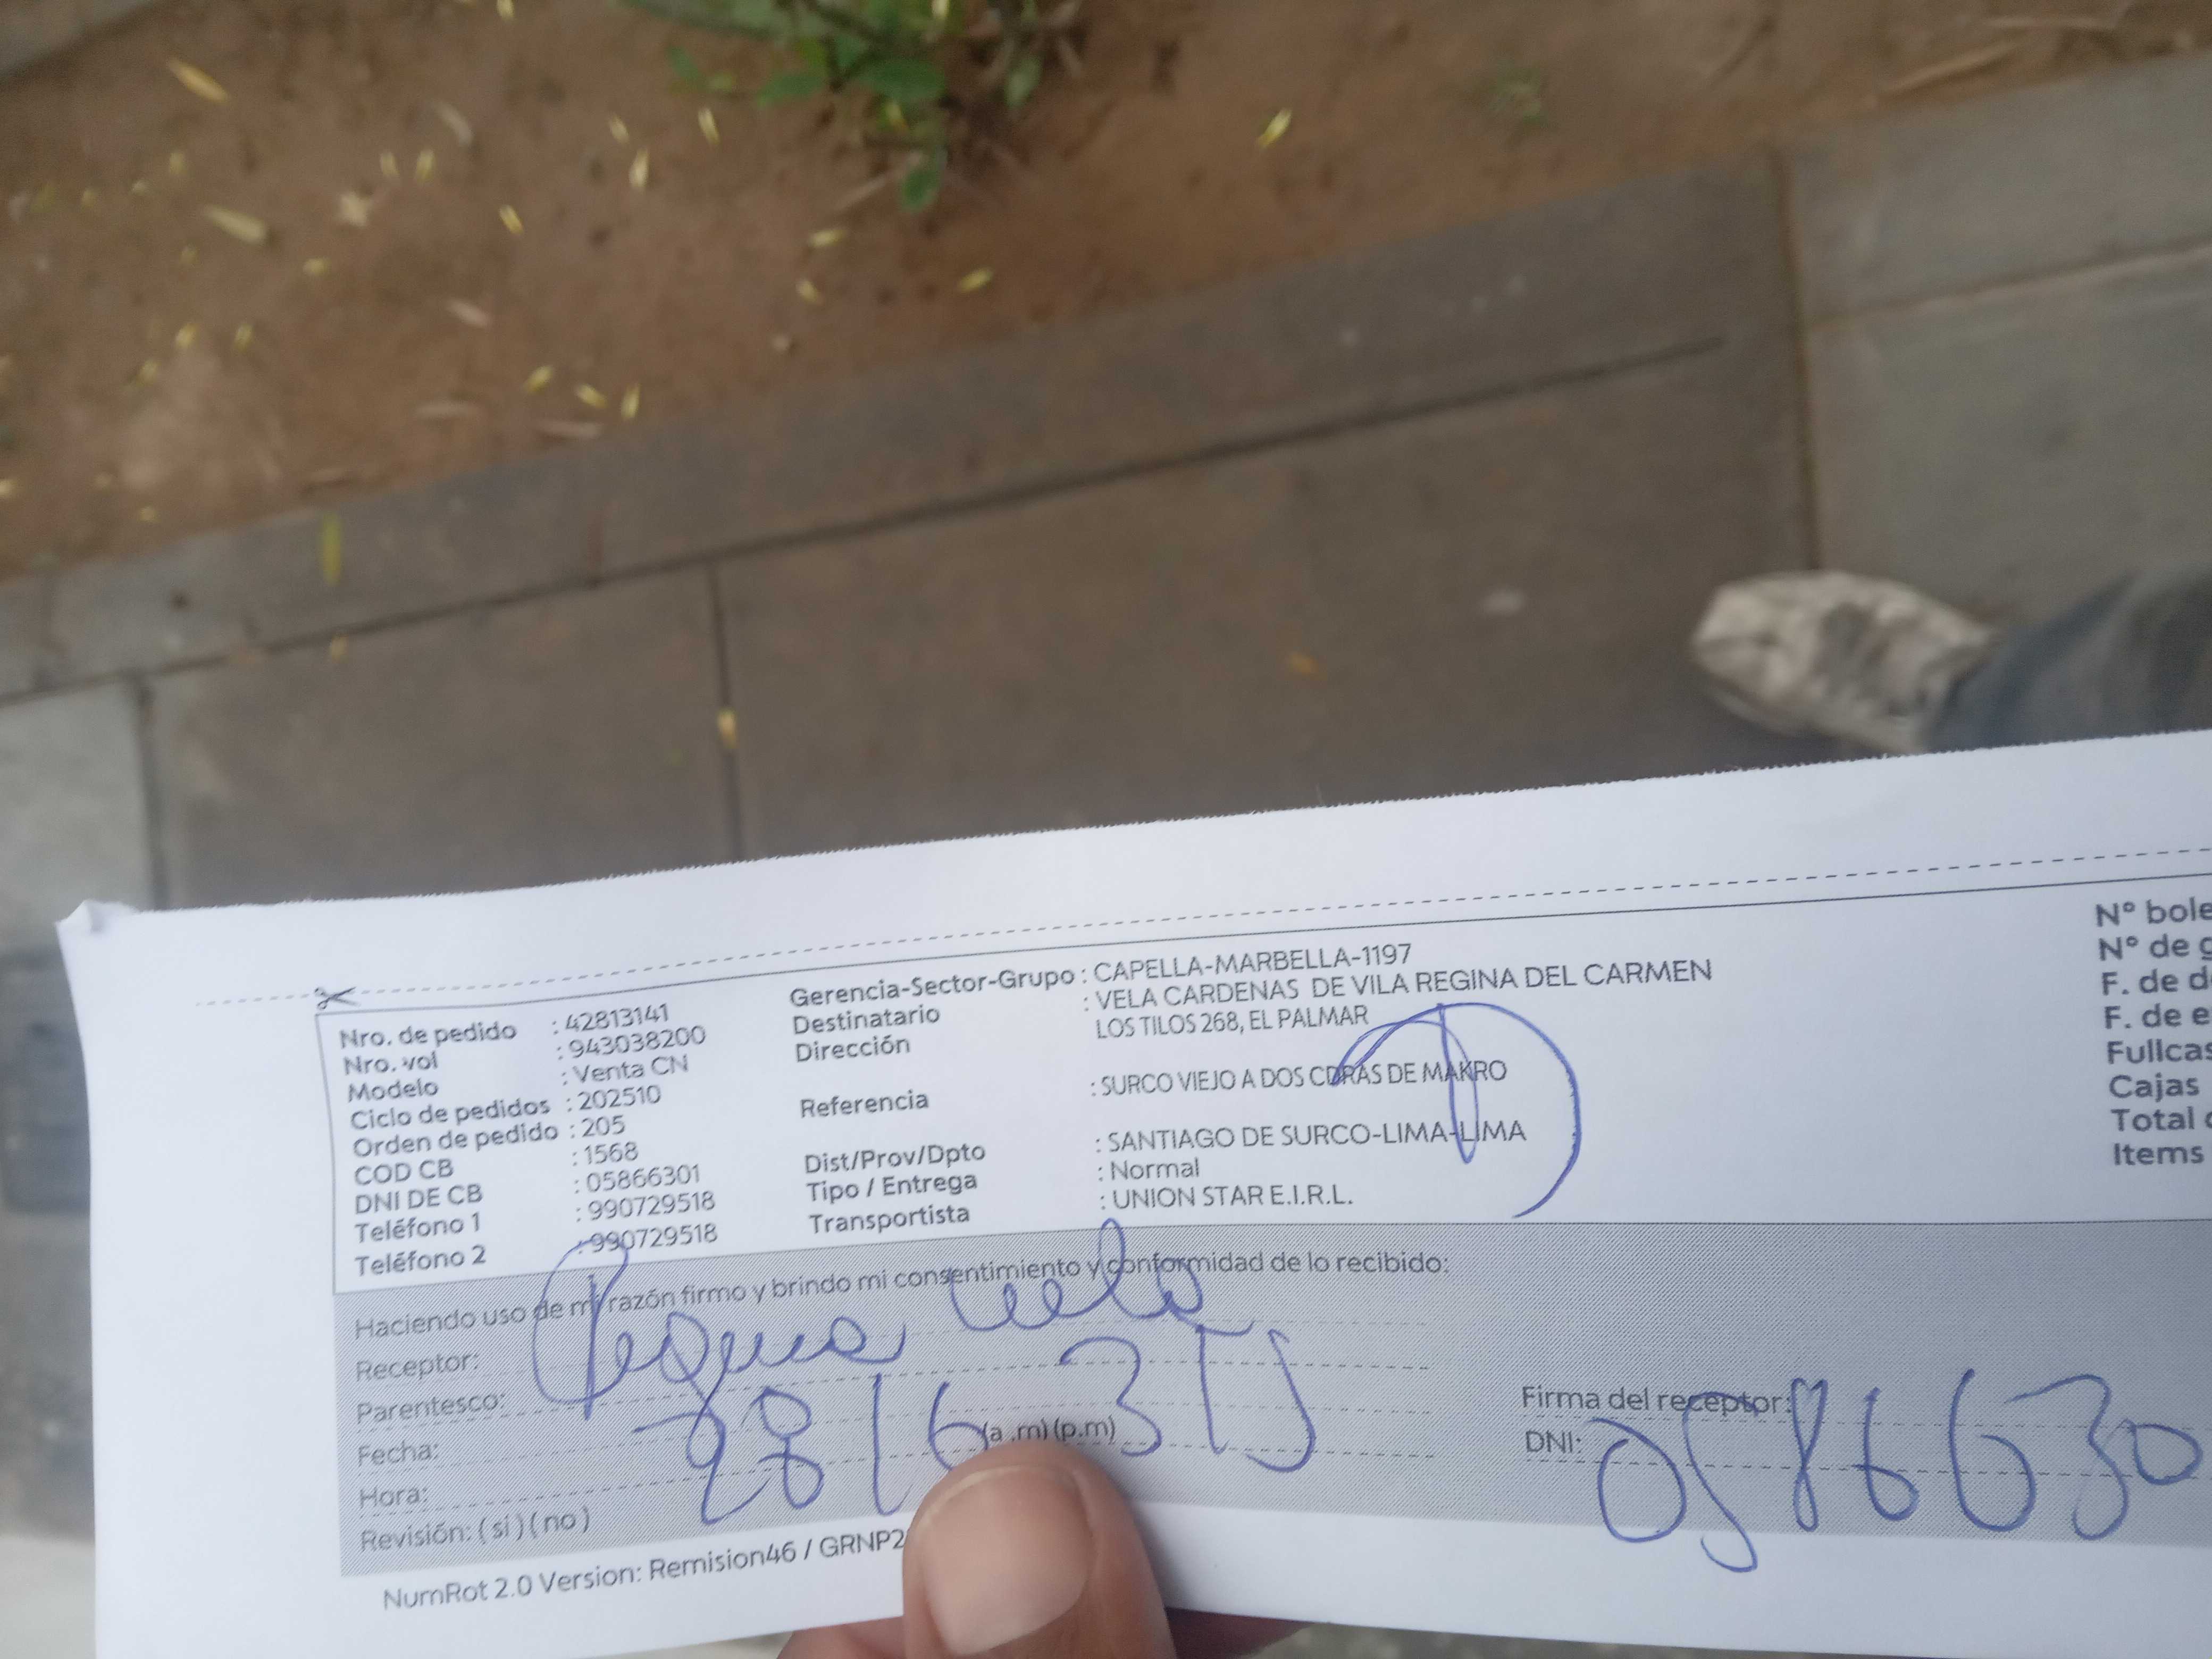 Nro. de pedido : 42813141
Nro. vol : 943038200
Modelo : Venta CN
Ciclo de pedidos : 202510
Orden de pedido : 205
COD CB : 1568
DNI DE CB : 05866301
Teléfono 1 : 990729518
Teléfono 2 : 990729518
Gerencia-Sector-Grupo : CAPELLA-MARBELLA-1197
Destinatario : VELA CARDENAS DE VILA REGINA DEL CARMEN
Dirección LOS TILOS 268, EL PALMAR
Referencia : SURCO VIEJO A DOS CDRAS DE MAKRO
Dist/Prov/Dpto : SANTIAGO DE SURCO-LIMA-LIMA
Tipo / Entrega : Normal
Transportista : UNION STAR E.I.R.L.
N° bole
N° de g
F. de d
F. de e
Fullcas
Cajas
Total
Items
Haciendo uso de mi razón firmo y brindo mi consentimiento y conformidad de lo recibido:
Receptor: Regina Vela
Parentesco:
Fecha: 28/6
Hora: (a .m) (p.m)
Revisión: ( si ) ( no )
Firma del receptor:
DNI: 0586630
NumRot 2.0 Version: Remision46 / GRNP2